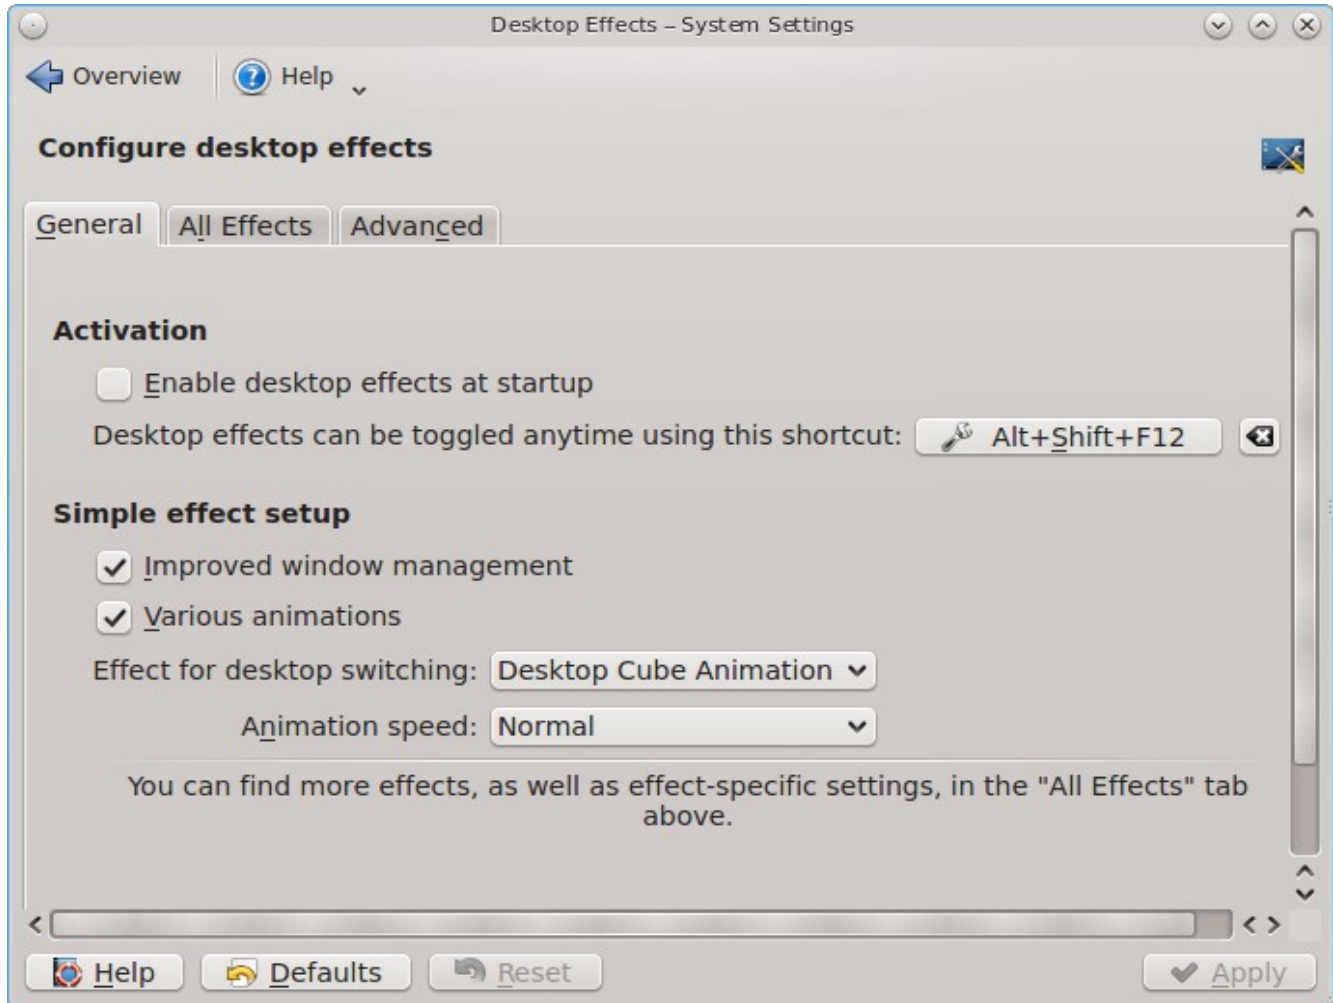 Desktop Effects – System Settings
Overview Help
Configure desktop effects
General All Effects Advanced
Activation
Enable desktop effects at startup
Desktop effects can be toggled anytime using this shortcut: Alt+Shift+F12
Simple effect setup
Improved window management
Various animations
Effect for desktop switching: Desktop Cube Animation
Animation speed: Normal
You can find more effects, as well as effect-specific settings, in the "All Effects" tab
above.
Help Defaults Reset Apply